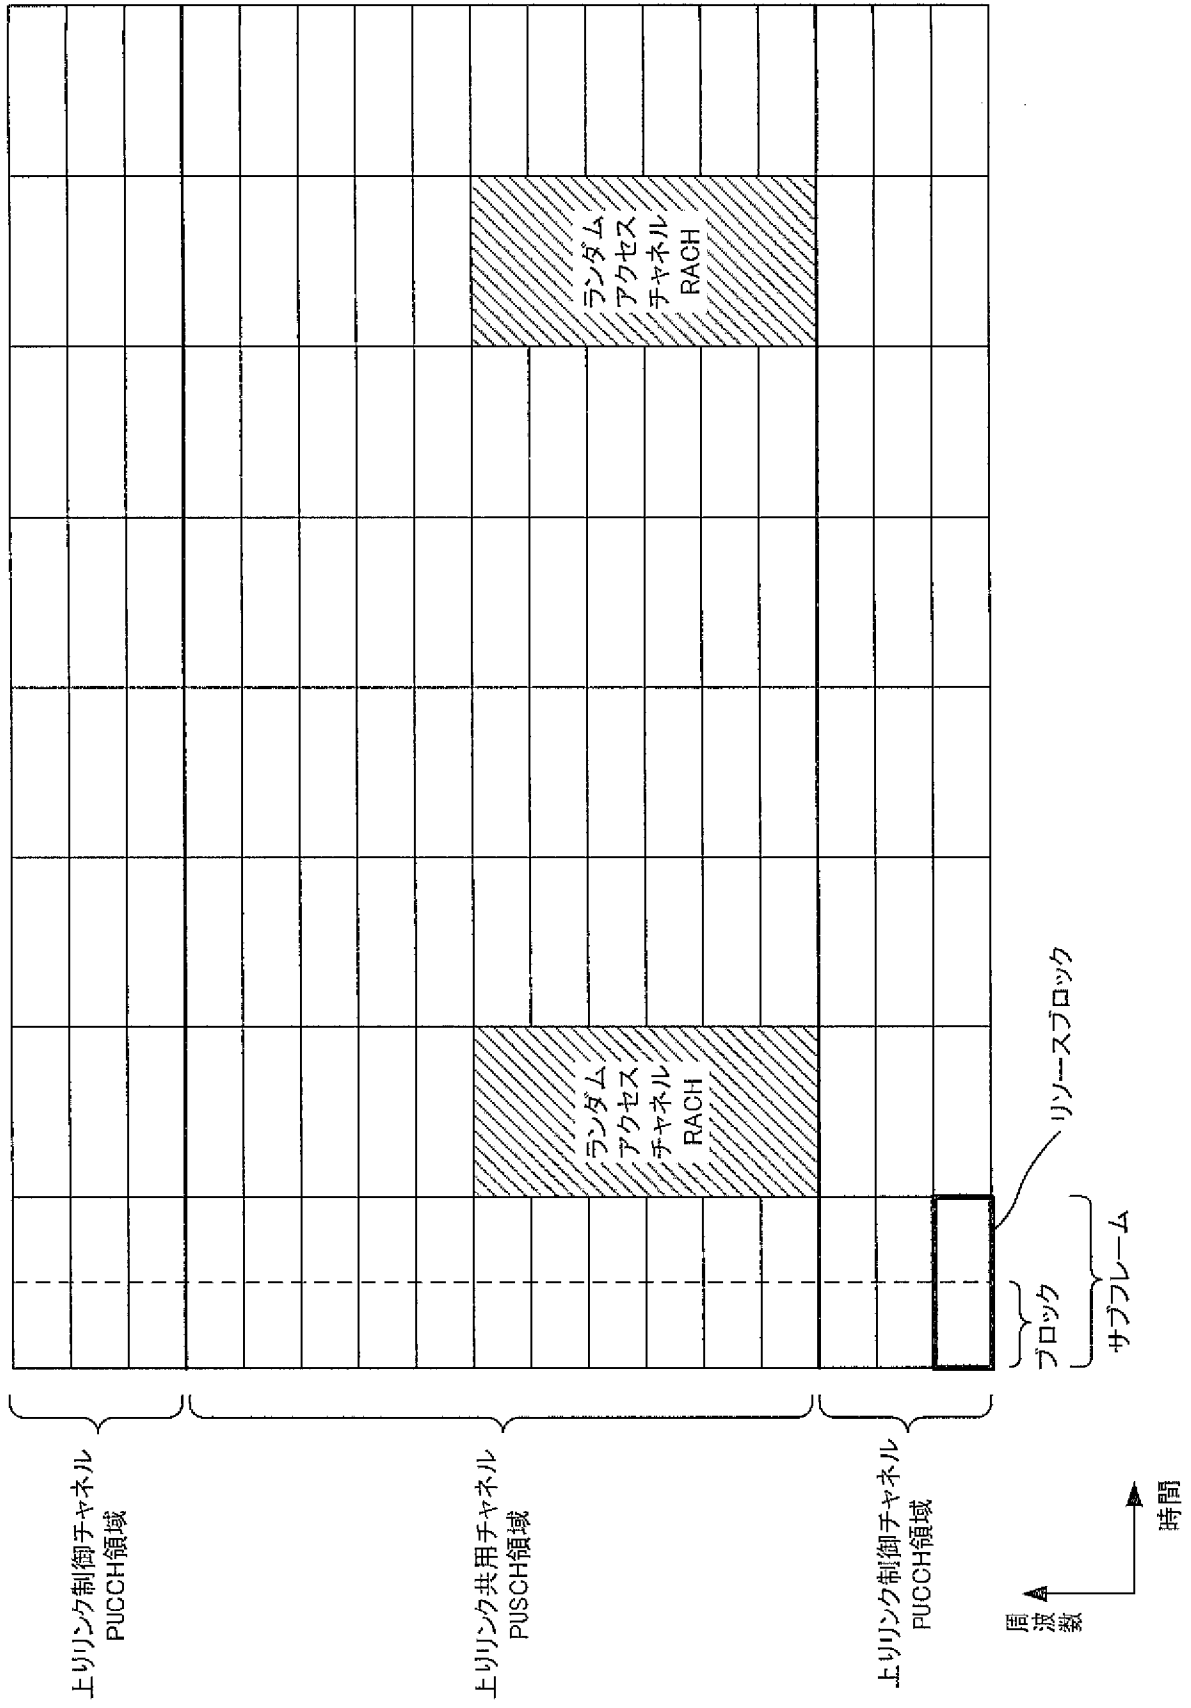 上りリンク制御チャネル
PUCCH領域
上りリンク共用チャネル
PUSCH領域
上りリンク制御チャネル
PUCCH領域
ランダム
アクセス
チャネル
RACH
ランダム
アクセス
チャネル
RACH
リソースブロック
ブロック
サブフレーム
周波数
時間